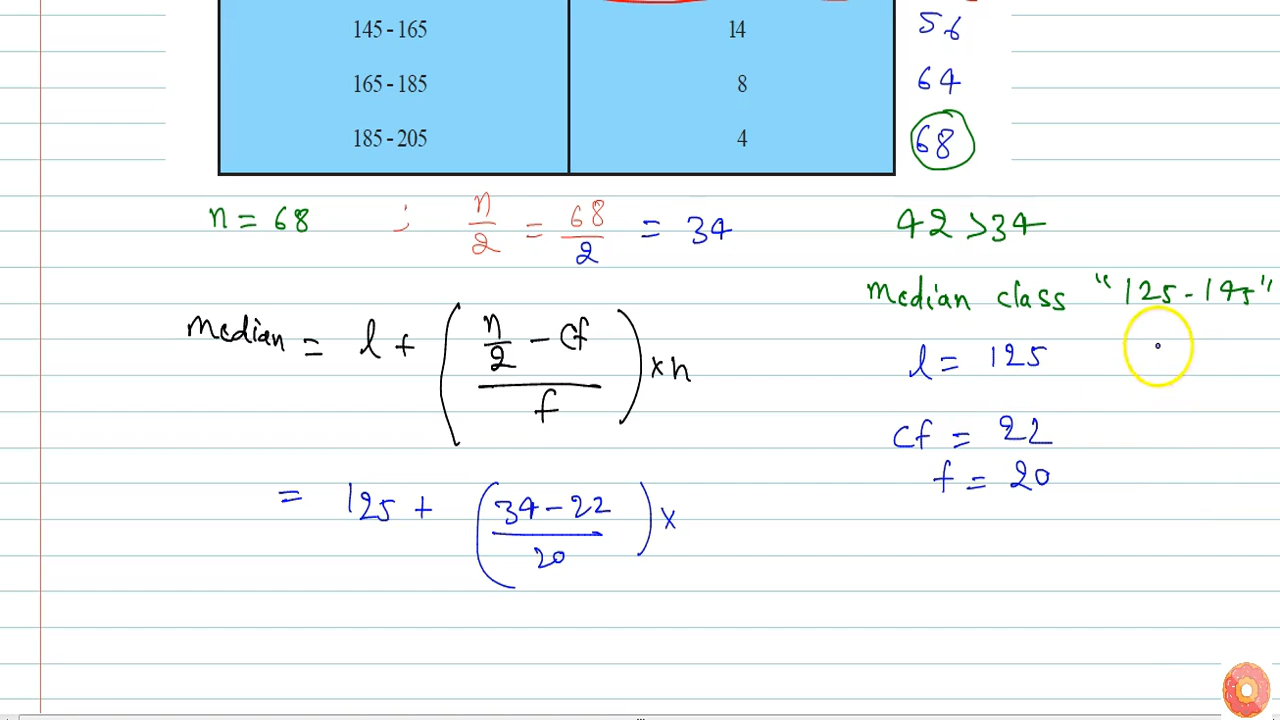 145 - 165 14 56
165 - 185 8 64
185 - 205 4 68
n = 68 ; n/2 = 68/2 = 34 42 > 34
median class "125 - 145"
median = l + ( (n/2 - cf) / f ) × h
l = 125
cf = 22
f = 20
= 125 + ( (34 - 22) / 20 ) ×